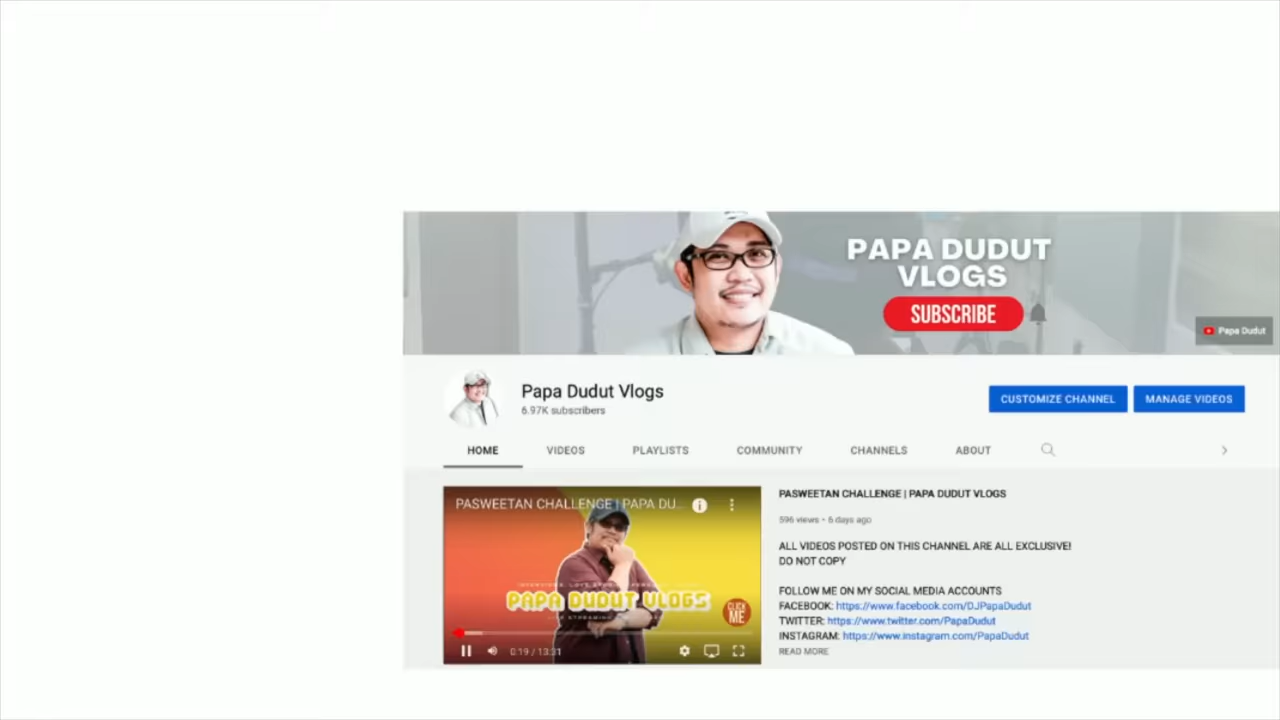 PAPA DUDUT
VLOGS
SUBSCRIBE
Papa Dudut
Papa Dudut Vlogs
6.97K subscribers
CUSTOMIZE CHANNEL
MANAGE VIDEOS
HOME VIDEOS PLAYLISTS COMMUNITY CHANNELS ABOUT
PASWEETAN CHALLENGE | PAPA DU...
PAPA DUDUT VLOGS
CLICK
ME
0:19 / 13:31
PASWEETAN CHALLENGE | PAPA DUDUT VLOGS
596 views • 6 days ago
ALL VIDEOS POSTED ON THIS CHANNEL ARE ALL EXCLUSIVE!
DO NOT COPY
FOLLOW ME ON MY SOCIAL MEDIA ACCOUNTS
FACEBOOK: https://www.facebook.com/DJPapaDudut
TWITTER: https://www.twitter.com/PapaDudut
INSTAGRAM: https://www.instagram.com/PapaDudut
READ MORE